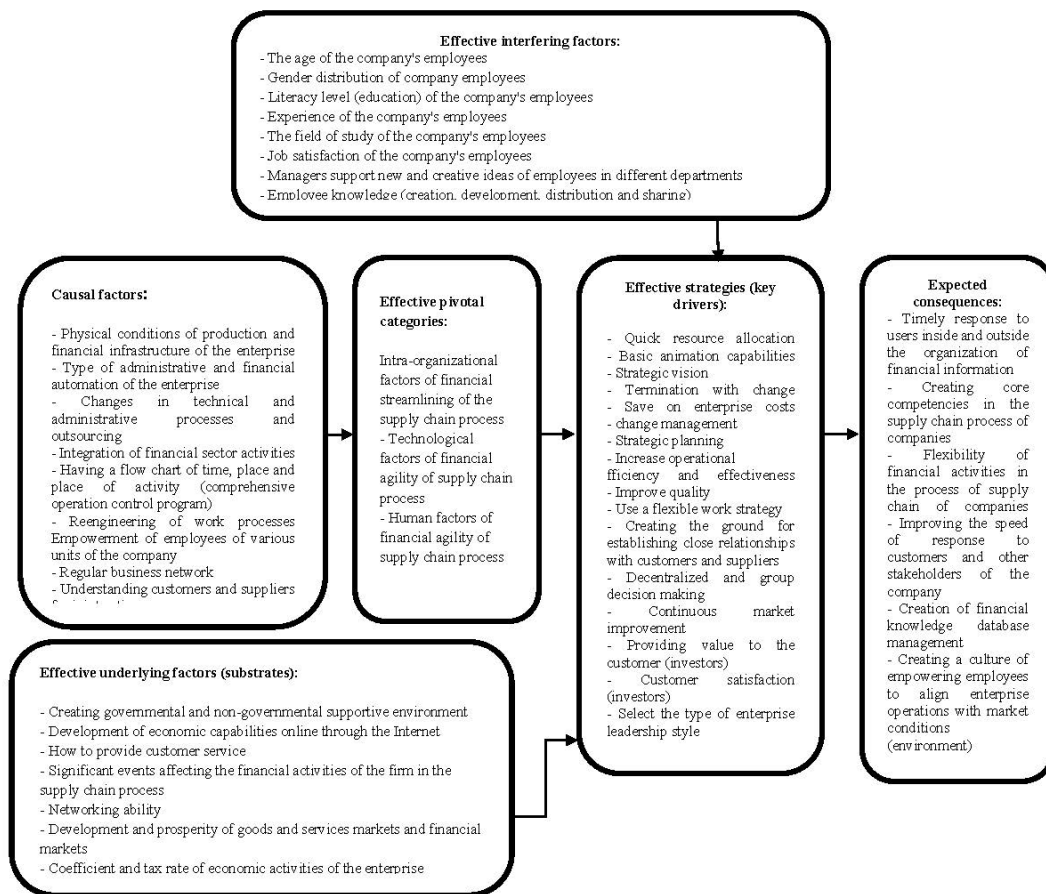 Effective interfering factors:
- The age of the company's employees
- Gender distribution of company employees
- Literacy level (education) of the company's employees
- Experience of the company's employees
- The field of study of the company's employees
- Job satisfaction of the company's employees
- Managers support new and creative ideas of employees in different departments
- Employee knowledge (creation, development, distribution and sharing)
Causal factors:
- Physical conditions of production and
financial infrastructure of the enterprise
- Type of administrative and financial
automation of the enterprise
- Changes in technical and
administrative processes and
outsourcing
- Integration of financial sector activities
- Having a flow chart of time, place and
place of activity (comprehensive
operation control program)
- Reengineering of work processes
Empowerment of employees of various
units of the company
- Regular business network
- Understanding customers and suppliers
Effective pivotal
categories:
Intra-organizational
factors of financial
streamlining of the
supply chain process
- Technological
factors of financial
agility of supply chain
process
- Human factors of
financial agility of
supply chain process
Effective strategies (key
drivers):
- Quick resource allocation
- Basic animation capabilities
- Strategic vision
- Termination with change
- Save on enterprise costs
- change management
- Strategic planning
- Increase operational
fficiency and effectiveness
- Improve quality
- Use a flexible work strategy
- Creating the ground for
establishing close relationships
with customers and suppliers
- Decentralized and group
decision making
- Continuous market
improvement
- Providing value to the
customer (investors)
- Customer satisfaction
(investors)
- Select the type of enterprise
leadership style
Expected
consequences:
- Timely response to
users inside and outside
the organization of
financial information
- Creating core
competencies in the
supply chain process of
companies
- Flexibility of
financial activities in
the process of supply
chain of companies
- Improving the speed
of response to
customers and other
stakeholders of the
company
- Creation of financial
knowledge database
management
- Creating a culture of
empowering employees
to align enterprise
operations with market
conditions
(environment)
Effective underlying factors (substrates):
- Creating governmental and non-governmental supportive environment
- Development of economic capabilities online through the Internet
- How to provide customer service
- Significant events affecting the financial activities of the firm in the
supply chain process
- Networking ability
- Development and prosperity of goods and services markets and financial
markets
- Coefficient and tax rate of economic activities of the enterprise